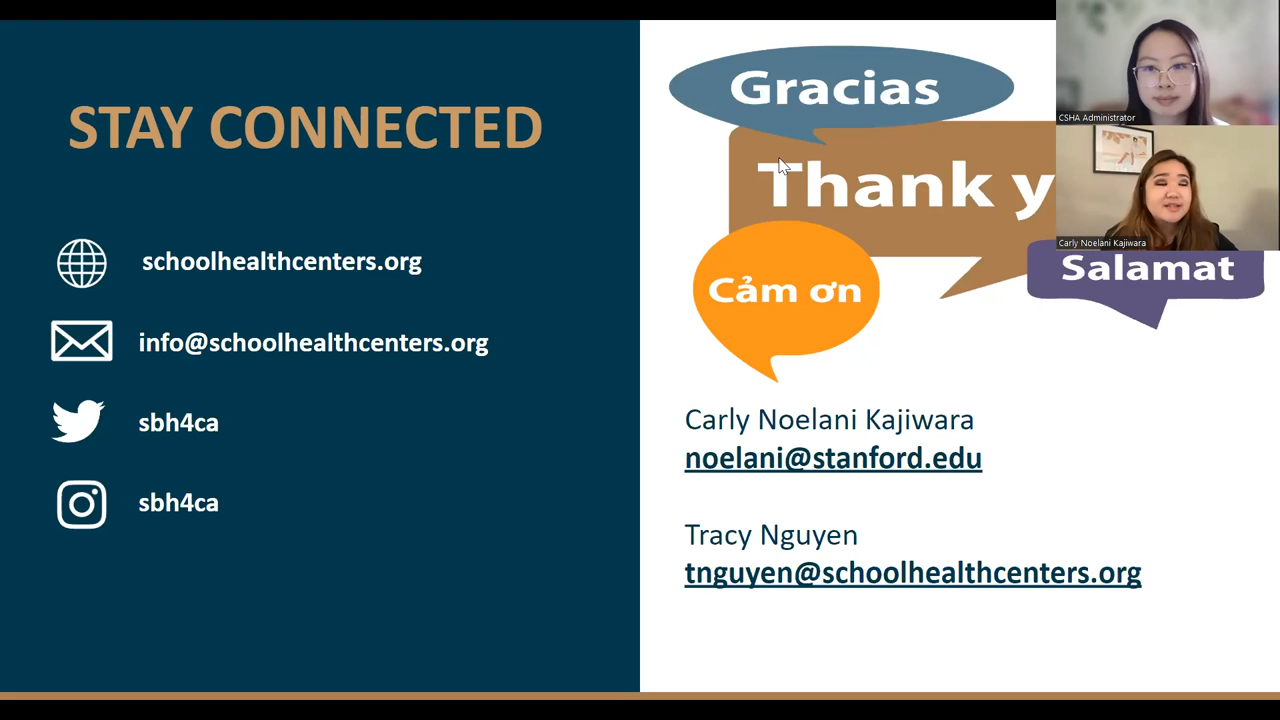 STAY CONNECTED
schoolhealthcenters.org
info@schoolhealthcenters.org
sbh4ca
sbh4ca
Gracias
Thank y
Cảm ơn
Salamat
Carly Noelani Kajiwara
noelani@stanford.edu
Tracy Nguyen
tnguyen@schoolhealthcenters.org
CSHA Administrator
Carly Noelani Kajiwara